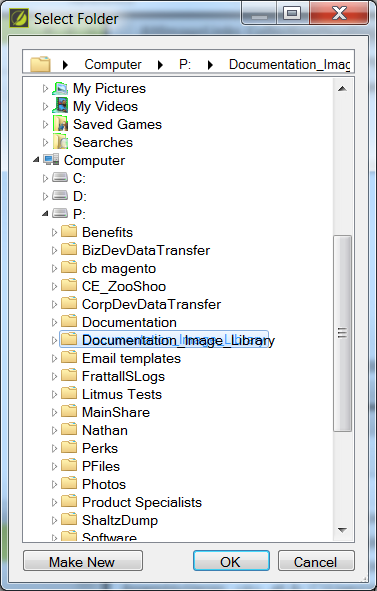 Select Folder
Computer P: Documentation_Imag
My Pictures
My Videos
Saved Games
Searches
Computer
C:
D:
P:
Benefits
BizDevDataTransfer
cb magento
CE_ZooShoo
CorpDevDataTransfer
Documentation
Documentation_Image_Library
Email templates
FrattallSLogs
Litmus Tests
MainShare
Nathan
Perks
PFiles
Photos
Product Specialists
ShaltzDump
Software
Make New OK Cancel